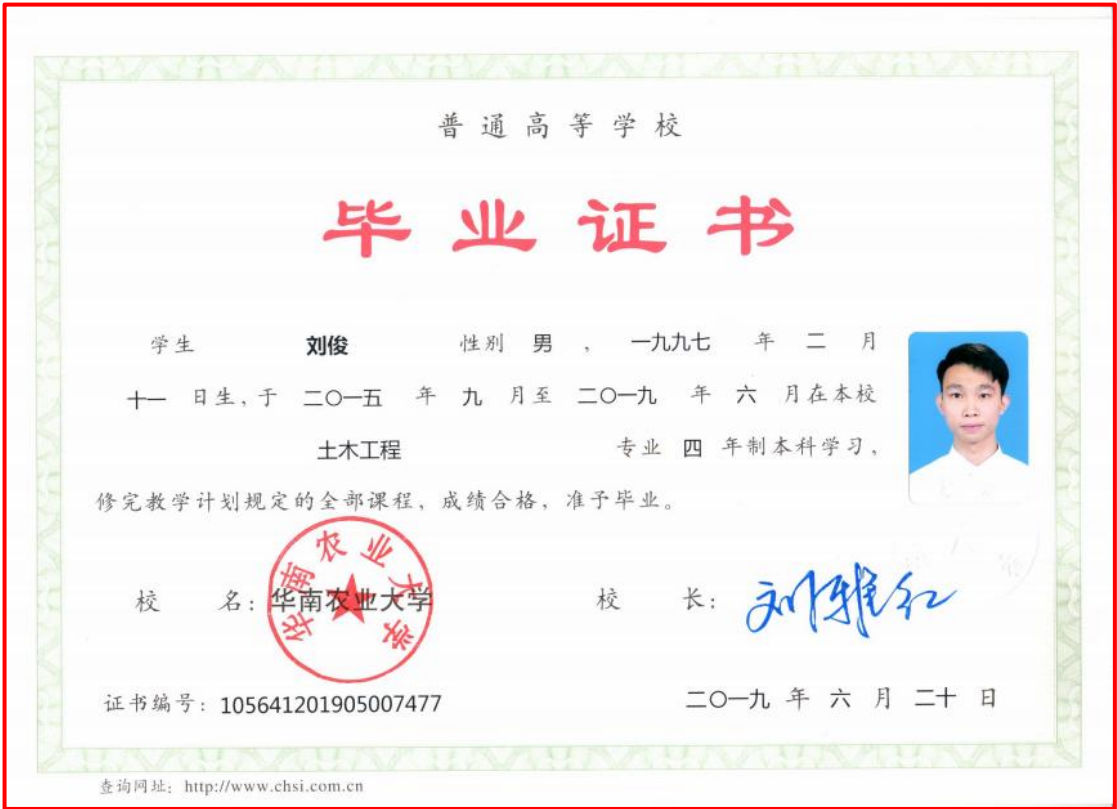 普通高等学校
毕业证书
学生 刘俊 性别 男 ， 一九九七 年 二 月
十一 日生，于 二〇一五 年 九 月至 二〇一九 年 六 月在本校
土木工程 专业 四 年制本科学习，
修完教学计划规定的全部课程，成绩合格，准予毕业。
华南农业大学
校 名：华南农业大学 校 长：刘雅红
证书编号：105641201905007477 二〇一九 年 六 月 二十 日
查询网址：http://www.chsi.com.cn